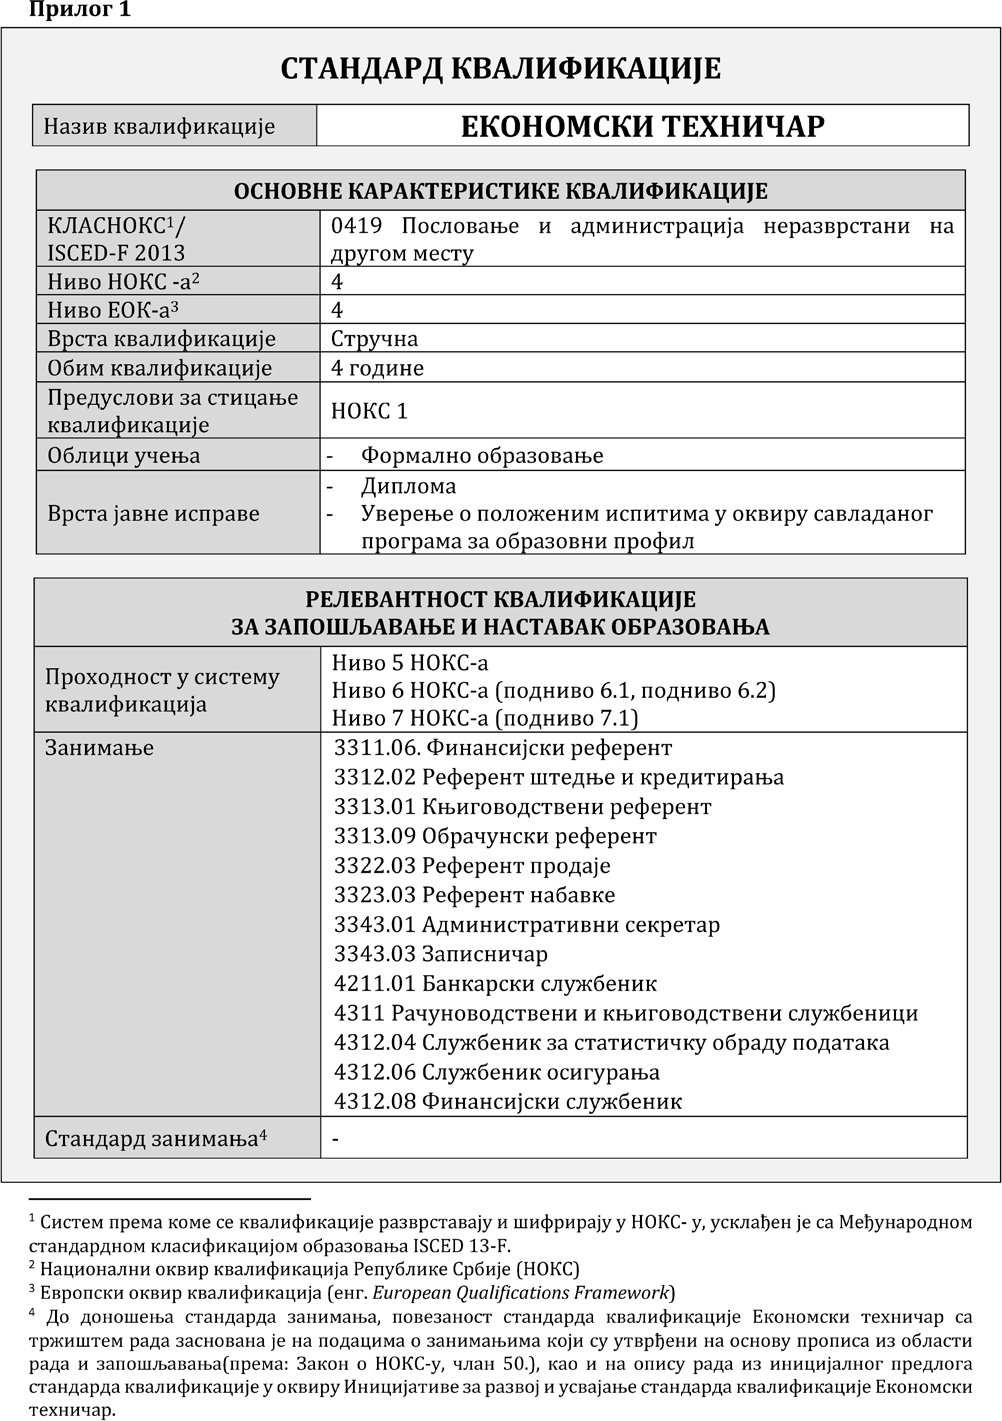 Прилог 1
СТАНДАРД КВАЛИФИКАЦИЈЕ
Назив квалификације
ЕКОНОМСКИ ТЕХНИЧАР
ОСНОВНЕ КАРАКТЕРИСТИКЕ КВАЛИФИКАЦИЈЕ
КЛАСНОКС¹/
ISCED-F 2013
0419 Пословање и администрација неразврстани на
другом месту
Ниво НОКС -а²
4
Ниво ЕОК-а³
4
Врста квалификације
Стручна
Обим квалификације
4 године
Предуслови за стицање
квалификације
НОКС 1
Облици учења
- Формално образовање
Врста јавне исправе
- Диплома
- Уверење о положеним испитима у оквиру савладаног
програма за образовни профил
РЕЛЕВАНТНОСТ КВАЛИФИКАЦИЈЕ
ЗА ЗАПОШЉАВАЊЕ И НАСТАВАК ОБРАЗОВАЊА
Проходност у систему
квалификација
Ниво 5 НОКС-а
Ниво 6 НОКС-а (подниво 6.1, подниво 6.2)
Ниво 7 НОКС-а (подниво 7.1)
Занимање
3311.06. Финансијски референт
3312.02 Референт штедње и кредитирања
3313.01 Књиговодствени референт
3313.09 Обрачунски референт
3322.03 Референт продаје
3323.03 Референт набавке
3343.01 Административни секретар
3343.03 Записничар
4211.01 Банкарски службеник
4311 Рачуноводствени и књиговодствени службеници
4312.04 Службеник за статистичку обраду података
4312.06 Службеник осигурања
4312.08 Финансијски службеник
Стандард занимања⁴
-
¹ Систем према коме се квалификације разврставају и шифрирају у НОКС- у, усклађен је са Међународном
стандардном класификацијом образовања ISCED 13-F.
² Национални оквир квалификација Републике Србије (НОКС)
³ Европски оквир квалификација (енг. European Qualifications Framework)
⁴ До доношења стандарда занимања, повезаност стандарда квалификације Економски техничар са
тржиштем рада заснована је на подацима о занимањима који су утврђени на основу прописа из области
рада и запошљавања(према: Закон о НОКС-у, члан 50.), као и на опису рада из иницијалног предлога
стандарда квалификације у оквиру Иницијативе за развој и усвајање стандарда квалификације Економски
техничар.